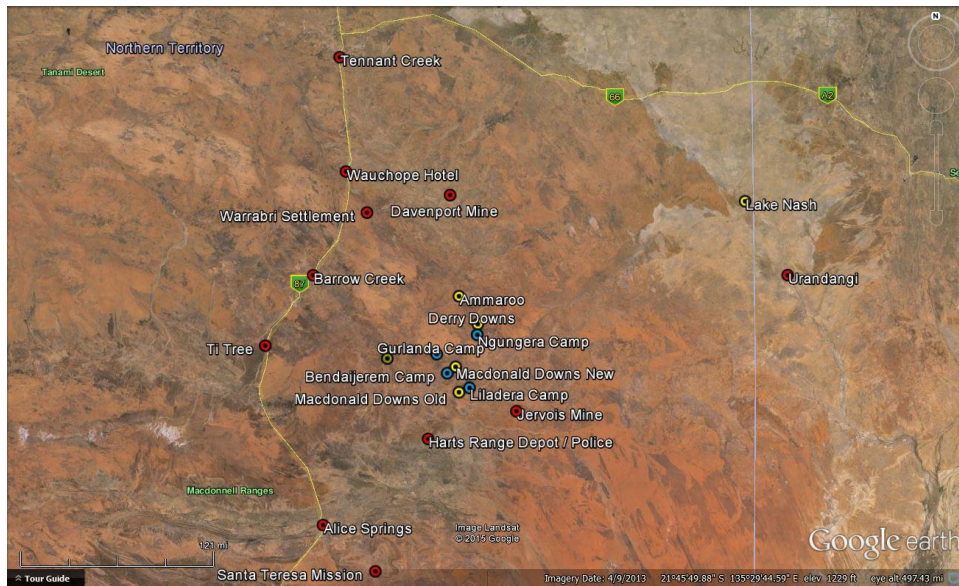 N
Northern Territory
Tennant Creek
Tanami Desert
66
A2
Wauchope Hotel
Davenport Mine
Lake Nash
Warrabri Settlement
87
Barrow Creek
Urandangi
Ammaroo
Derry Downs
Ngungera Camp
Ti Tree
Gurlanda Camp
Bendaijerem Camp
Macdonald Downs New
Macdonald Downs Old
Liladera Camp
Jervois Mine
Harts Range Depot / Police
Macdonnell Ranges
Alice Springs
Image Landsat
© 2015 Google
Google earth
121 mi
Santa Teresa Mission
Tour Guide
Imagery Date: 4/9/2013 21°45'49.88" S 135°29'44.59" E elev 1229 ft eye alt 497.43 mi